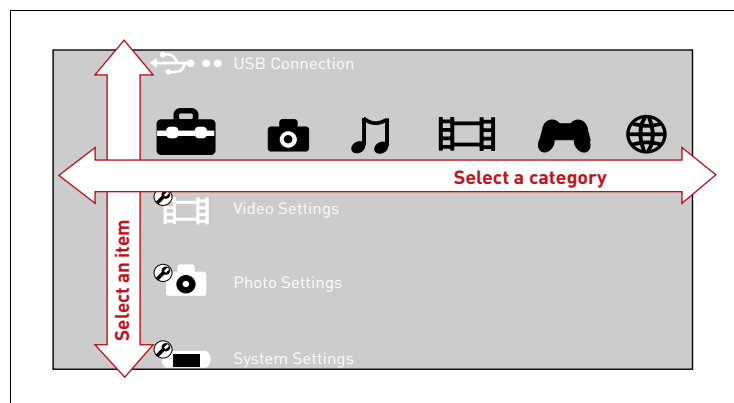 USB Connection
Select a category
Video Settings
Select an item
Photo Settings
System Settings